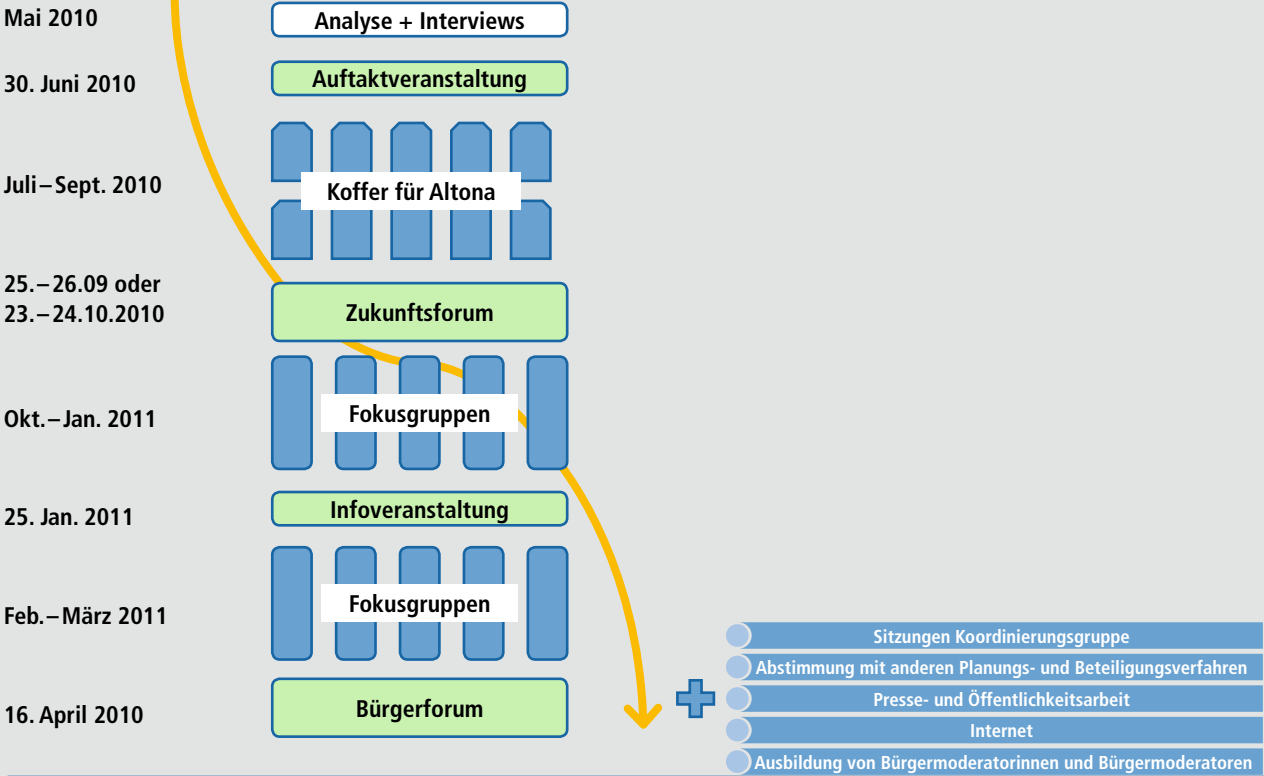 Mai 2010
Analyse + Interviews
30. Juni 2010
Auftaktveranstaltung
Juli – Sept. 2010
Koffer für Altona
25. – 26.09 oder
23. – 24.10.2010
Zukunftsforum
Okt. – Jan. 2011
Fokusgruppen
25. Jan. 2011
Infoveranstaltung
Feb. – März 2011
Fokusgruppen
16. April 2010
Bürgerforum
Sitzungen Koordinierungsgruppe
Abstimmung mit anderen Planungs- und Beteiligungsverfahren
Presse- und Öffentlichkeitsarbeit
Internet
Ausbildung von Bürgermoderatorinnen und Bürgermoderatoren